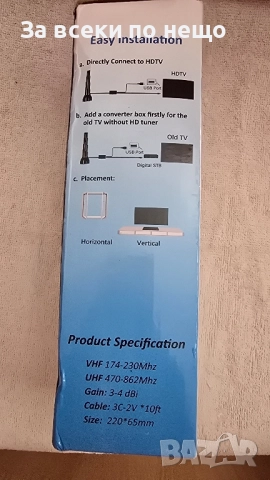 За всеки по нещо
Easy Installation
a. Directly Connect to HDTV
HDTV
USB Port
b. Add a converter box firstly for the
old TV without HD tuner
Old TV
USB Port
Digital STB
c. Placement:
Horizontal Vertical
Product Specification
VHF 174-230Mhz
UHF 470-862Mhz
Gain: 3-4 dBi
Cable: 3C-2V *10ft
Size: 220*65mm
BAZAR